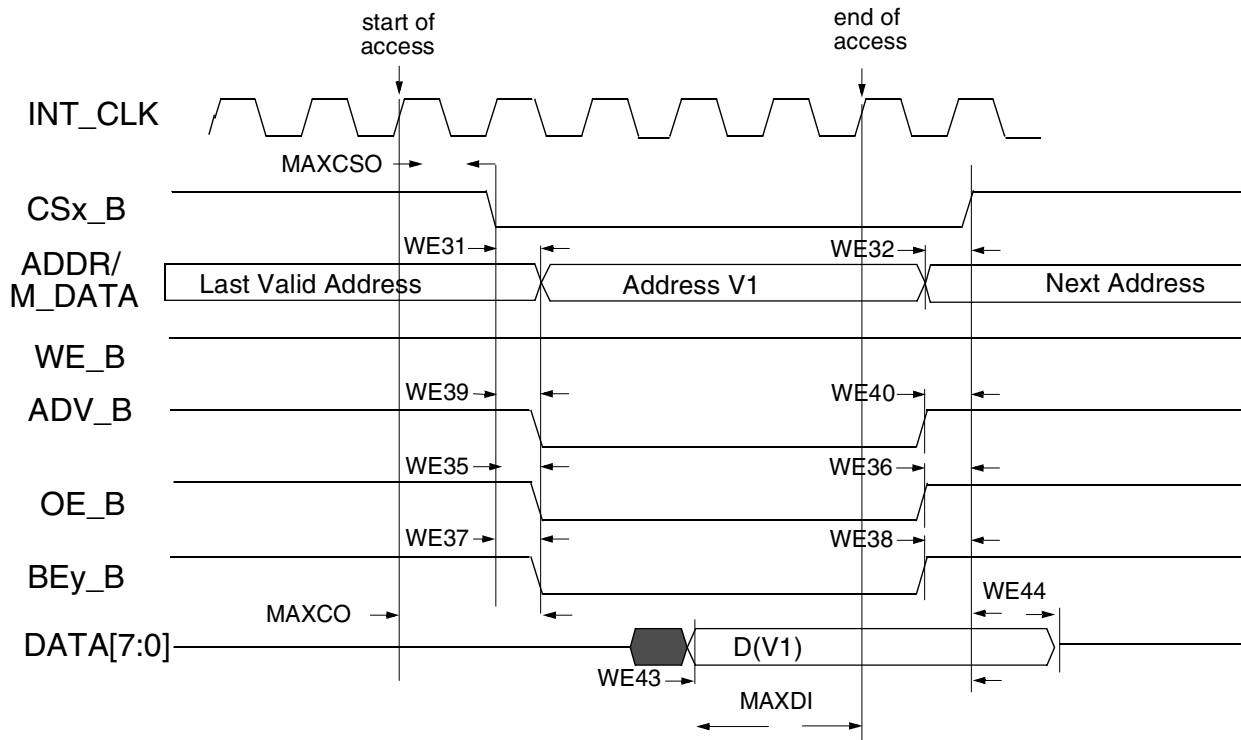 start of
access
end of
access
INT_CLK
MAXCSO
CSx_B
WE31
WE32
ADDR/
M_DATA
Last Valid Address
Address V1
Next Address
WE_B
WE39
WE40
ADV_B
WE35
WE36
OE_B
WE37
WE38
BEy_B
WE44
MAXCO
DATA[7:0]
D(V1)
WE43
MAXDI